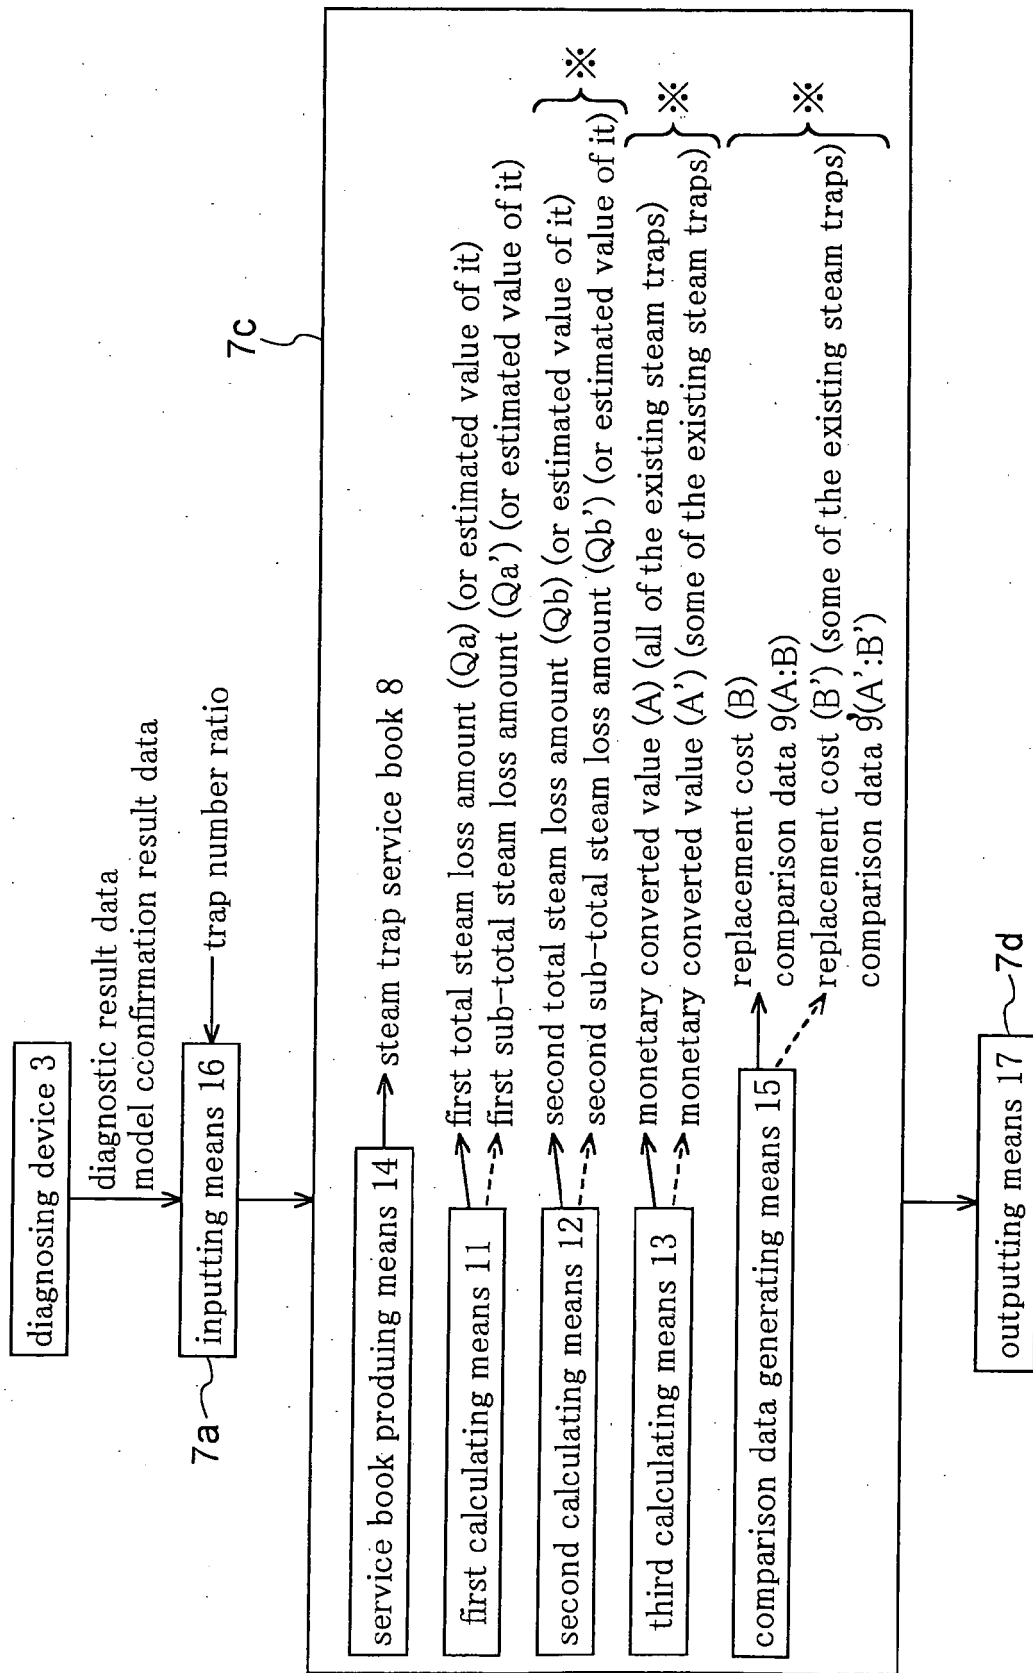 diagnosing device 3
diagnostic result data
model cconfirmation result data
7a
inputting means 16
trap number ratio
7c
service book produing means 14
steam trap service book 8
first calculating means 11
first total steam loss amount (Qa) (or estimated value of it)
first sub-total steam loss amount (Qa') (or estimated value of it)
second calculating means 12
second total steam loss amount (Qb) (or estimated value of it)
second sub-total steam loss amount (Qb') (or estimated value of it)
※
third calculating means 13
monetary converted value (A) (all of the existing steam traps)
monetary converted value (A') (some of the existing steam traps)
※
comparison data generating means 15
replacement cost (B)
comparison data 9(A:B)
replacement cost (B') (some of the existing steam traps)
comparison data 9'(A':B')
※
outputting means 17
7d